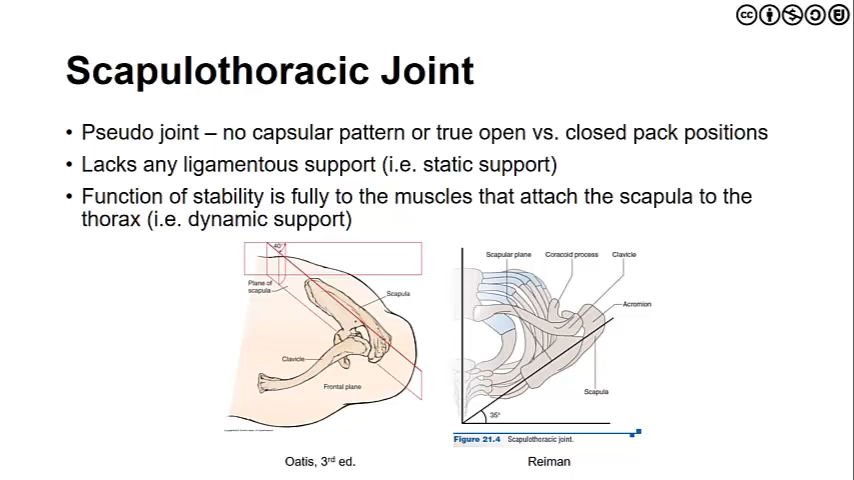 Scapulothoracic Joint
• Pseudo joint – no capsular pattern or true open vs. closed pack positions
• Lacks any ligamentous support (i.e. static support)
• Function of stability is fully to the muscles that attach the scapula to the
thorax (i.e. dynamic support)
40°
Plane of
scapula
Scapula
Clavicle
Frontal plane
Scapular plane
Coracoid process
Clavicle
Acromion
Scapula
35°
Figure 21.4 Scapulothoracic joint.
Oatis, 3rd ed.
Reiman